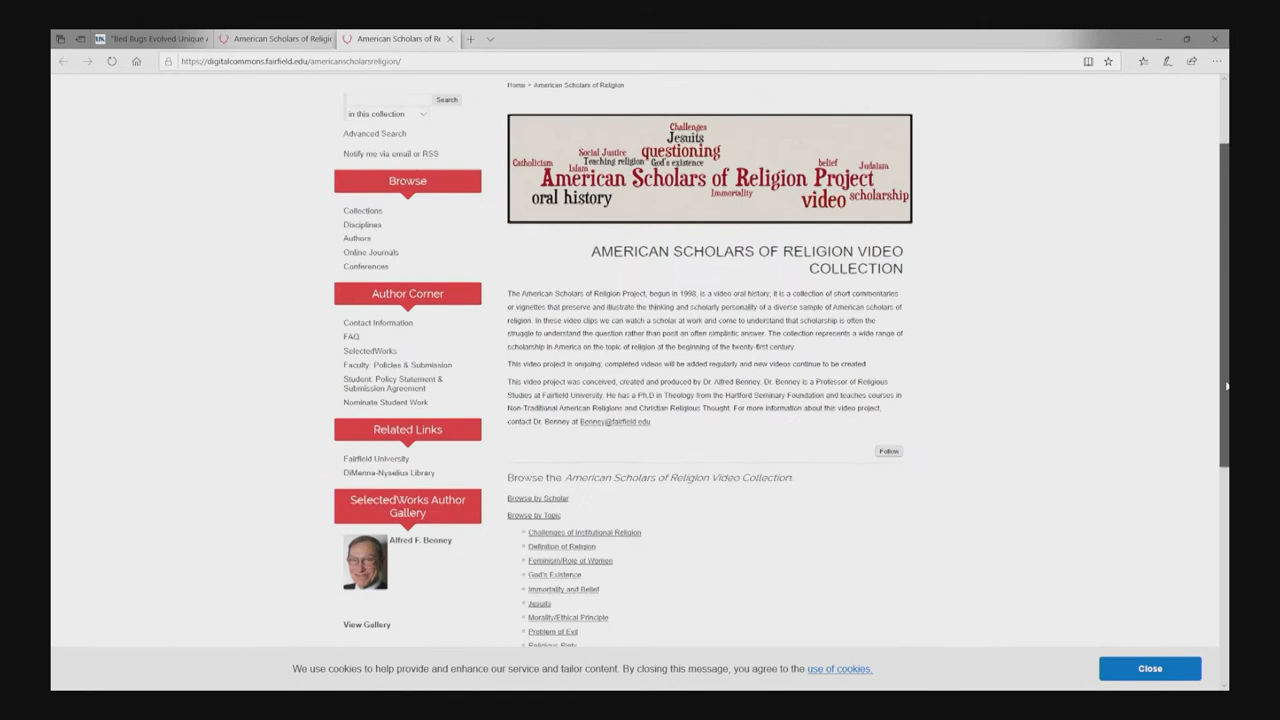 "Bed Bugs Evolved Unique A
American Scholars of Religi
American Scholars of Re
https://digitalcommons.fairfield.edu/americanscholarsreligion/
Search
in this collection
Advanced Search
Notify me via email or RSS
Browse
Collections
Disciplines
Authors
Online Journals
Conferences
Author Corner
Contact Information
FAQ
SelectedWorks
Faculty: Policies & Submission
Student: Policy Statement &
Submission Agreement
Nominate Student Work
Related Links
Fairfield University
DiMenna-Nyselius Library
SelectedWorks Author
Gallery
Alfred F. Benney
View Gallery
Home > American Scholars of Religion
Challenges
Jesuits
Social Justice questioning
Catholicism Teaching religion God's existence belief Judaism
Islam
American Scholars of Religion Project
Immortality
oral history video scholarship
AMERICAN SCHOLARS OF RELIGION VIDEO
COLLECTION
The American Scholars of Religion Project, begun in 1998, is a video oral history; it is a collection of short commentaries
or vignettes that preserve and illustrate the thinking and scholarly personality of a diverse sample of American scholars of
religion. In these video clips we can watch a scholar at work and come to understand that scholarship is often the
struggle to understand the question rather than posit an often simplistic answer. The collection represents a wide range of
scholarship in America on the topic of religion at the beginning of the twenty-first century.
This video project is ongoing; completed videos will be added regularly and new videos continue to be created.
This video project was conceived, created and produced by Dr. Alfred Benney. Dr. Benney is a Professor of Religious
Studies at Fairfield University. He has a Ph.D in Theology from the Hartford Seminary Foundation and teaches courses in
Non-Traditional American Religions and Christian Religious Thought. For more information about this video project,
contact Dr. Benney at Benney@fairfield.edu.
Follow
Browse the American Scholars of Religion Video Collection:
Browse by Scholar
Browse by Topic
Challenges of Institutional Religion
Definition of Religion
Feminism/Role of Women
God's Existence
Immortality and Belief
Jesuits
Morality/Ethical Principle
Problem of Evil
Religious Piety
We use cookies to help provide and enhance our service and tailor content. By closing this message, you agree to the use of cookies.
Close